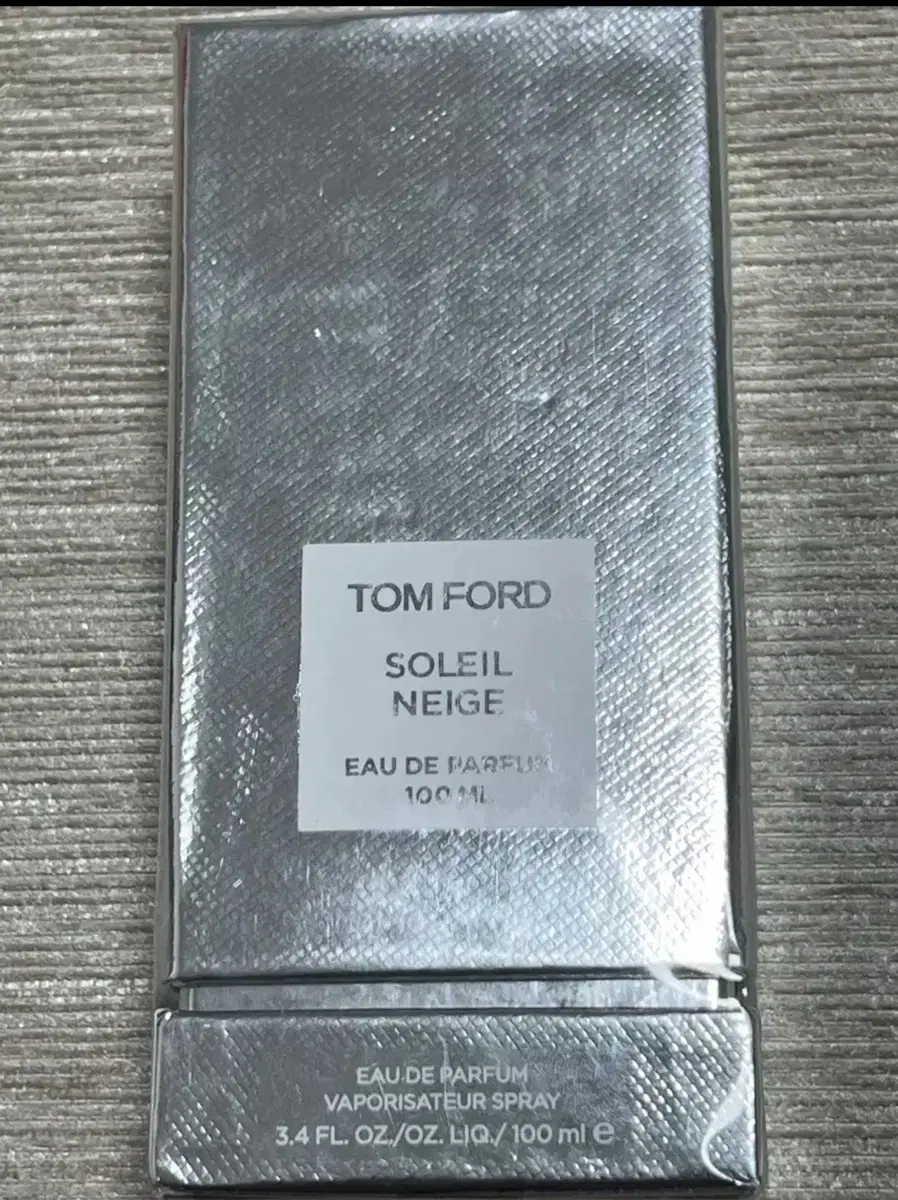 TOM FORD
SOLEIL
NEIGE
EAU DE PARFUM
100 ML
EAU DE PARFUM
VAPORISATEUR SPRAY
3.4 FL. OZ./OZ. LIQ./100 ml e